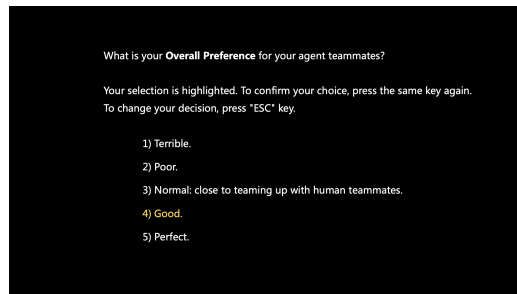 What is your Overall Preference for your agent teammates?
Your selection is highlighted. To confirm your choice, press the same key again.
To change your decision, press "ESC" key.
1) Terrible.
2) Poor.
3) Normal: close to teaming up with human teammates.
4) Good.
5) Perfect.